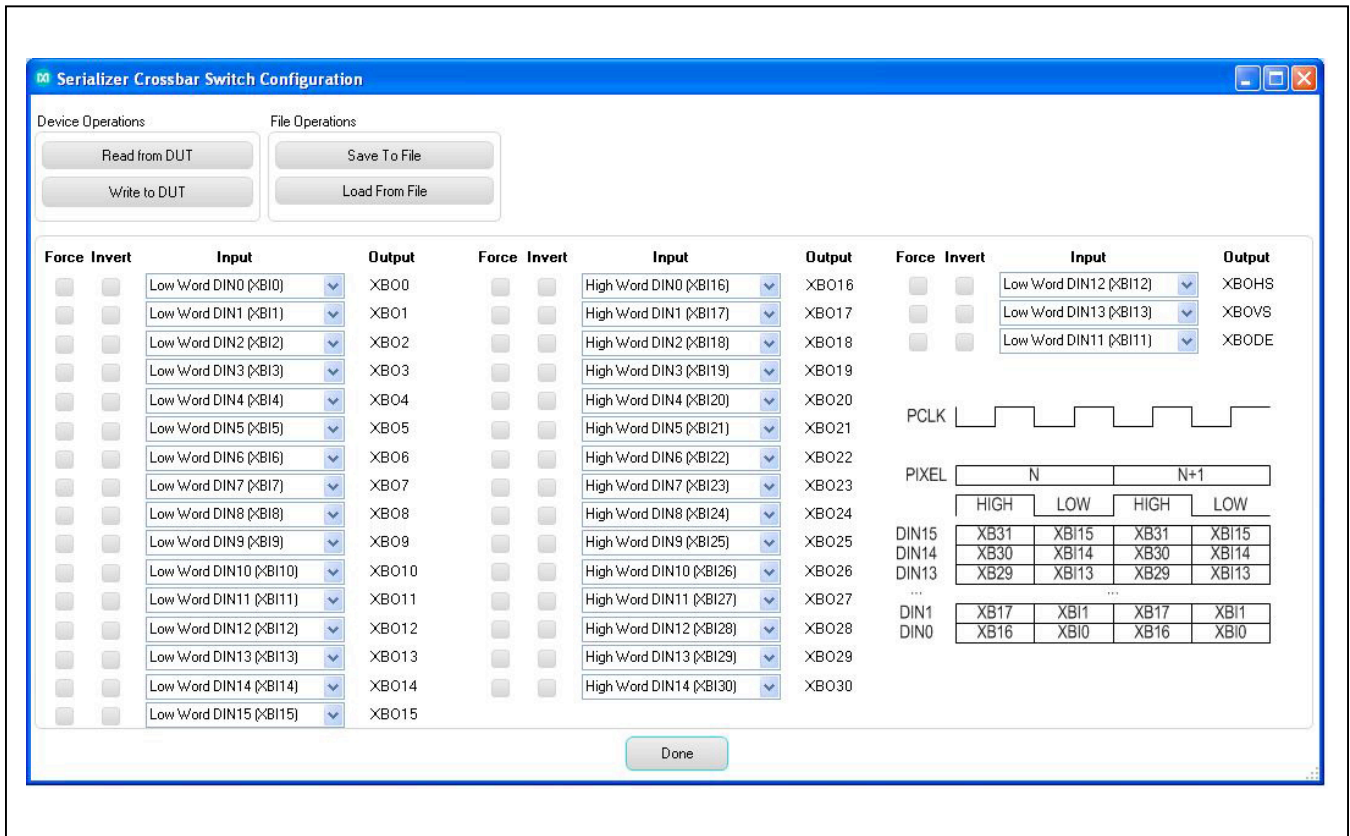 Serializer Crossbar Switch Configuration
Device Operations File Operations
Read from DUT Save To File
Write to DUT Load From File
Force Invert Input Output Force Invert Input Output Force Invert Input Output
Low Word DIN0 (XBI0) XBO0 High Word DIN0 (XBI16) XBO16 Low Word DIN12 (XBI12) XBOHS
Low Word DIN1 (XBI1) XBO1 High Word DIN1 (XBI17) XBO17 Low Word DIN13 (XBI13) XBOVS
Low Word DIN2 (XBI2) XBO2 High Word DIN2 (XBI18) XBO18 Low Word DIN11 (XBI11) XBODE
Low Word DIN3 (XBI3) XBO3 High Word DIN3 (XBI19) XBO19
Low Word DIN4 (XBI4) XBO4 High Word DIN4 (XBI20) XBO20
Low Word DIN5 (XBI5) XBO5 High Word DIN5 (XBI21) XBO21 PCLK
Low Word DIN6 (XBI6) XBO6 High Word DIN6 (XBI22) XBO22
Low Word DIN7 (XBI7) XBO7 High Word DIN7 (XBI23) XBO23 PIXEL N N+1
Low Word DIN8 (XBI8) XBO8 High Word DIN8 (XBI24) XBO24 HIGH LOW HIGH LOW
Low Word DIN9 (XBI9) XBO9 High Word DIN9 (XBI25) XBO25 DIN15 XB31 XBI15 XB31 XBI15
DIN14 XB30 XBI14 XB30 XBI14
Low Word DIN10 (XBI10) XBO10 High Word DIN10 (XBI26) XBO26 DIN13 XB29 XBI13 XB29 XBI13
Low Word DIN11 (XBI11) XBO11 High Word DIN11 (XBI27) XBO27 ... ...
DIN1 XB17 XBI1 XB17 XBI1
Low Word DIN12 (XBI12) XBO12 High Word DIN12 (XBI28) XBO28 DIN0 XB16 XBI0 XB16 XBI0
Low Word DIN13 (XBI13) XBO13 High Word DIN13 (XBI29) XBO29
Low Word DIN14 (XBI14) XBO14 High Word DIN14 (XBI30) XBO30
Low Word DIN15 (XBI15) XBO15
Done